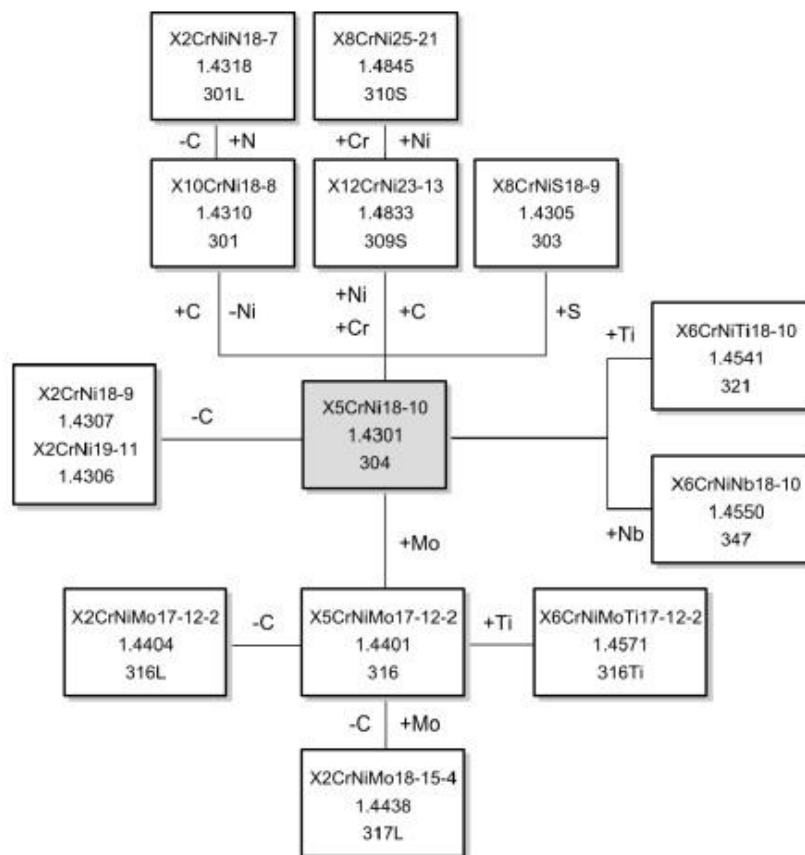 X2CrNiN18-7
1.4318
301L
X8CrNi25-21
1.4845
310S
-C +N
+Cr +Ni
X10CrNi18-8
1.4310
301
X12CrNi23-13
1.4833
309S
X8CrNiS18-9
1.4305
303
+C -Ni
+Ni
+Cr
+C
+S
X2CrNi18-9
1.4307
X2CrNi19-11
1.4306
-C
X5CrNi18-10
1.4301
304
+Ti
X6CrNiTi18-10
1.4541
321
+Nb
X6CrNiNb18-10
1.4550
347
+Mo
X2CrNiMo17-12-2
1.4404
316L
-C
X5CrNiMo17-12-2
1.4401
316
+Ti
X6CrNiMoTi17-12-2
1.4571
316Ti
-C +Mo
X2CrNiMo18-15-4
1.4438
317L